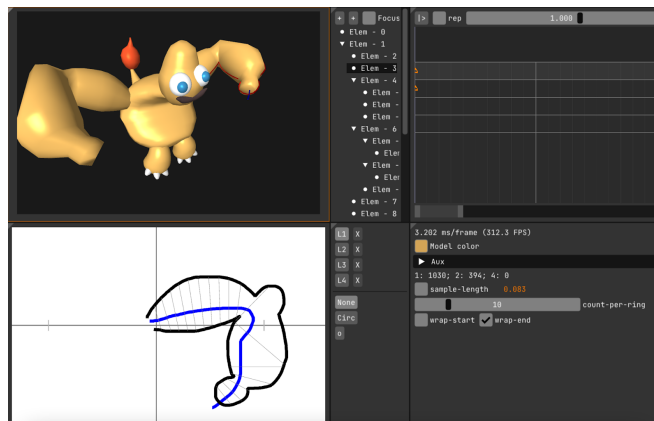 + + Focus
Elem - 0
▼ Elem - 1
Elem - 2
Elem - 3
▼ Elem - 4
Elem -
Elem -
Elem -
▼ Elem - 6
▼ Elem -
Elem
▼ Elem -
Elem
Elem -
Elem - 7
Elem - 8
|> rep 1.000
L1 X
L2 X
L3 X
L4 X
None
Circ
o
3.202 ms/frame (312.3 FPS)
Model color
▶ Aux
1: 1030; 2: 394; 4: 0
sample-length 0.083
10 count-per-ring
wrap-start wrap-end